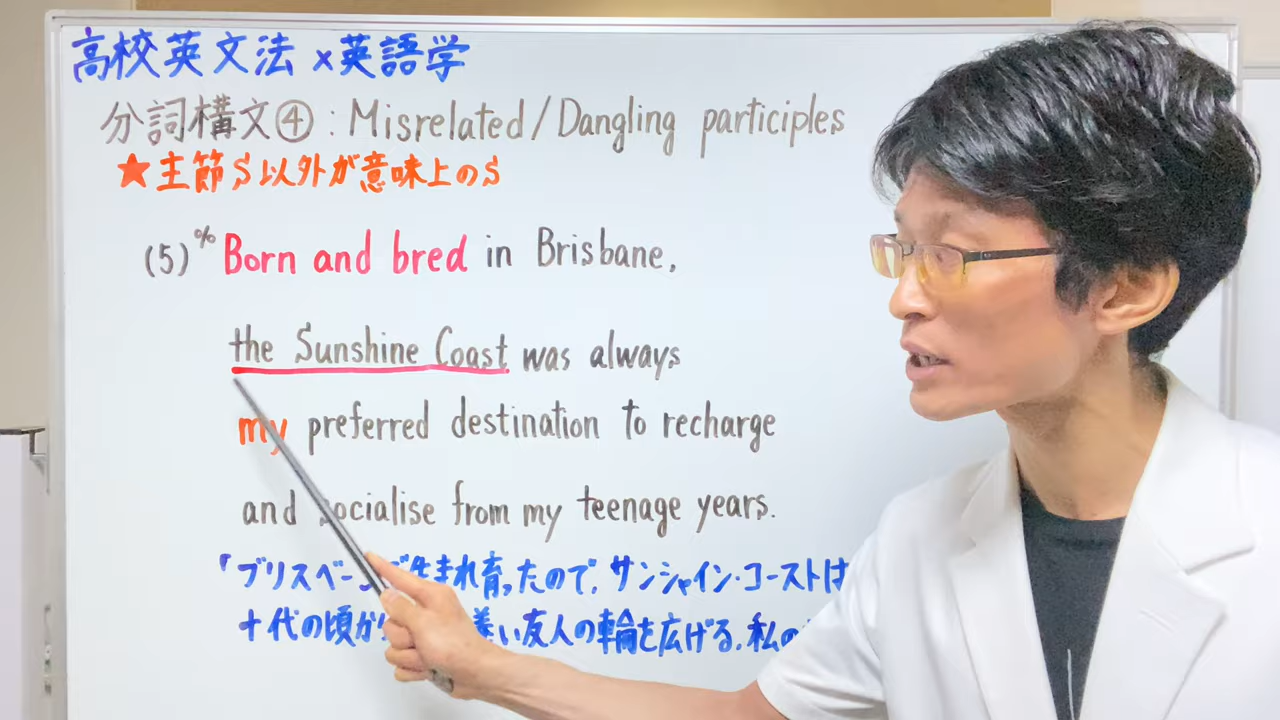 高校英文法×英語学
分詞構文④:Misrelated/Dangling participles
★主節S以外が意味上のS
(5) % Born and bred in Brisbane,
the Sunshine Coast was always
my preferred destination to recharge
and socialise from my teenage years.
「ブリスベーンで生まれ育ったので,サンシャイン・コーストは
十代の頃から 養い友人の輪を広げる,私の